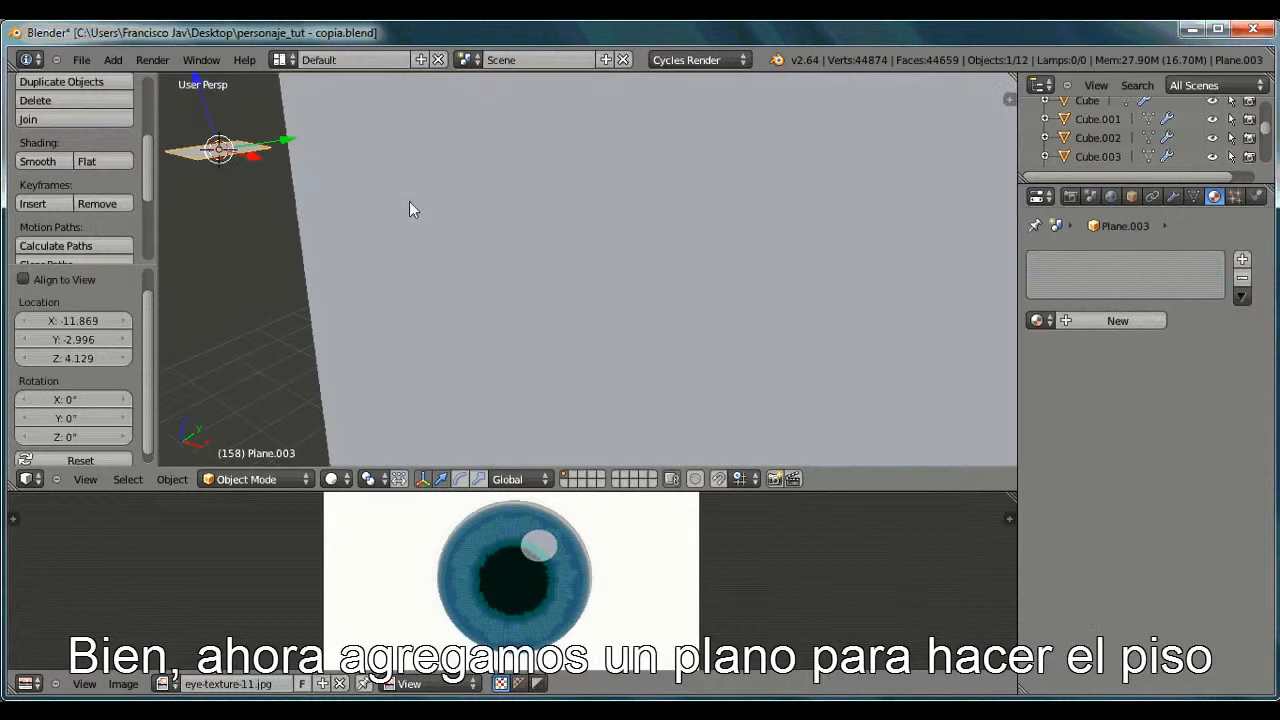 Blender* [C:\Users\Francisco Jav\Desktop\personaje_tut - copia.blend]
File Add Render Window Help Default Scene Cycles Render v2.64 | Verts:44874 | Faces:44659 | Objects:1/12 | Lamps:0/0 | Mem:27.90M (16.70M) | Plane.003
Duplicate Objects
Delete
Join
Shading:
Smooth Flat
Keyframes:
Insert Remove
Motion Paths:
Calculate Paths
Align to View
Location
X: -11.869
Y: -2.996
Z: 4.129
Rotation
X: 0°
Y: 0°
Z: 0°
Reset
User Persp
(158) Plane.003
View Select Object Object Mode Global
View Search All Scenes
Cube
Cube.001
Cube.002
Cube.003
Plane.003
New
Bien, ahora agregamos un plano para hacer el piso
View Image eye-texture-11.jpg F View